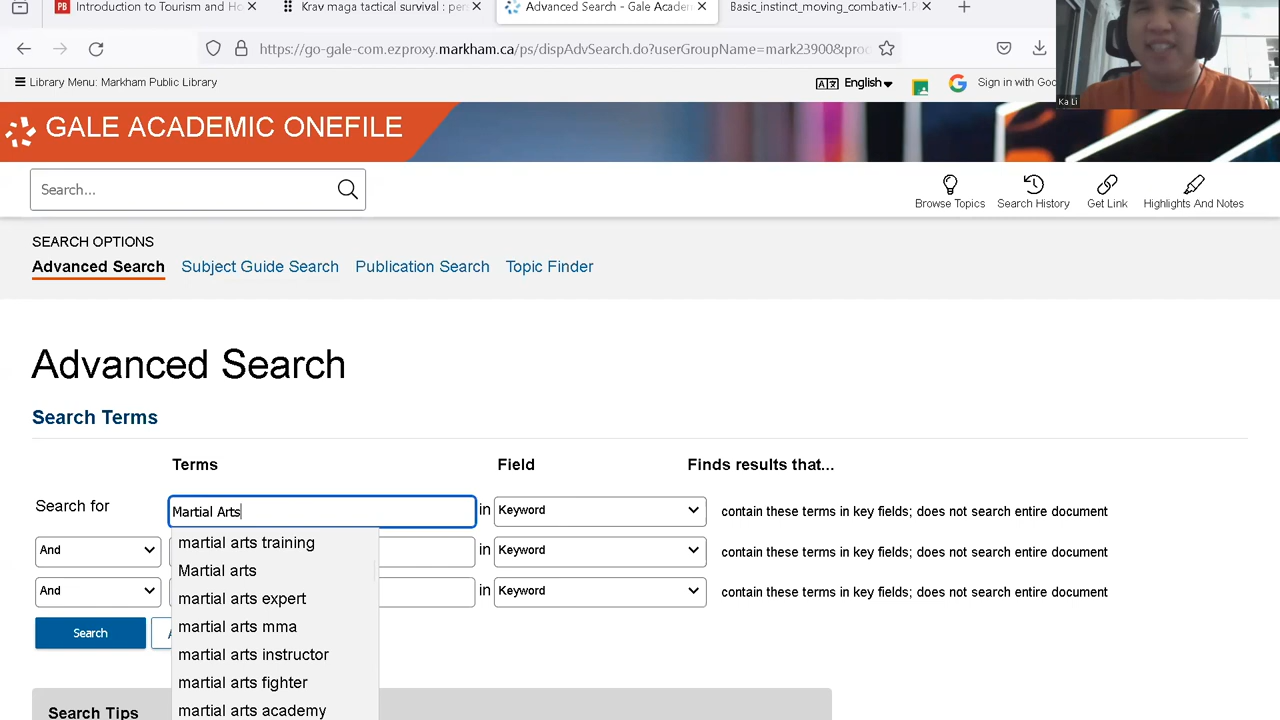 Introduction to Tourism and Ho
Krav maga tactical survival : per
Advanced Search - Gale Acaden
Basic_instinct_moving_combativ-1.P
https://go-gale-com.ezproxy.markham.ca/ps/dispAdvSearch.do?userGroupName=mark23900&proc
Library Menu: Markham Public Library
English
Sign in with Goo
Ka Li
GALE ACADEMIC ONEFILE
Search...
Browse Topics
Search History
Get Link
Highlights And Notes
SEARCH OPTIONS
Advanced Search
Subject Guide Search
Publication Search
Topic Finder
Advanced Search
Search Terms
Terms
Field
Finds results that...
Search for
Martial Arts
in
Keyword
contain these terms in key fields; does not search entire document
And
in
Keyword
contain these terms in key fields; does not search entire document
And
in
Keyword
contain these terms in key fields; does not search entire document
martial arts training
Martial arts
martial arts expert
martial arts mma
martial arts instructor
martial arts fighter
martial arts academy
Search
Search Tips